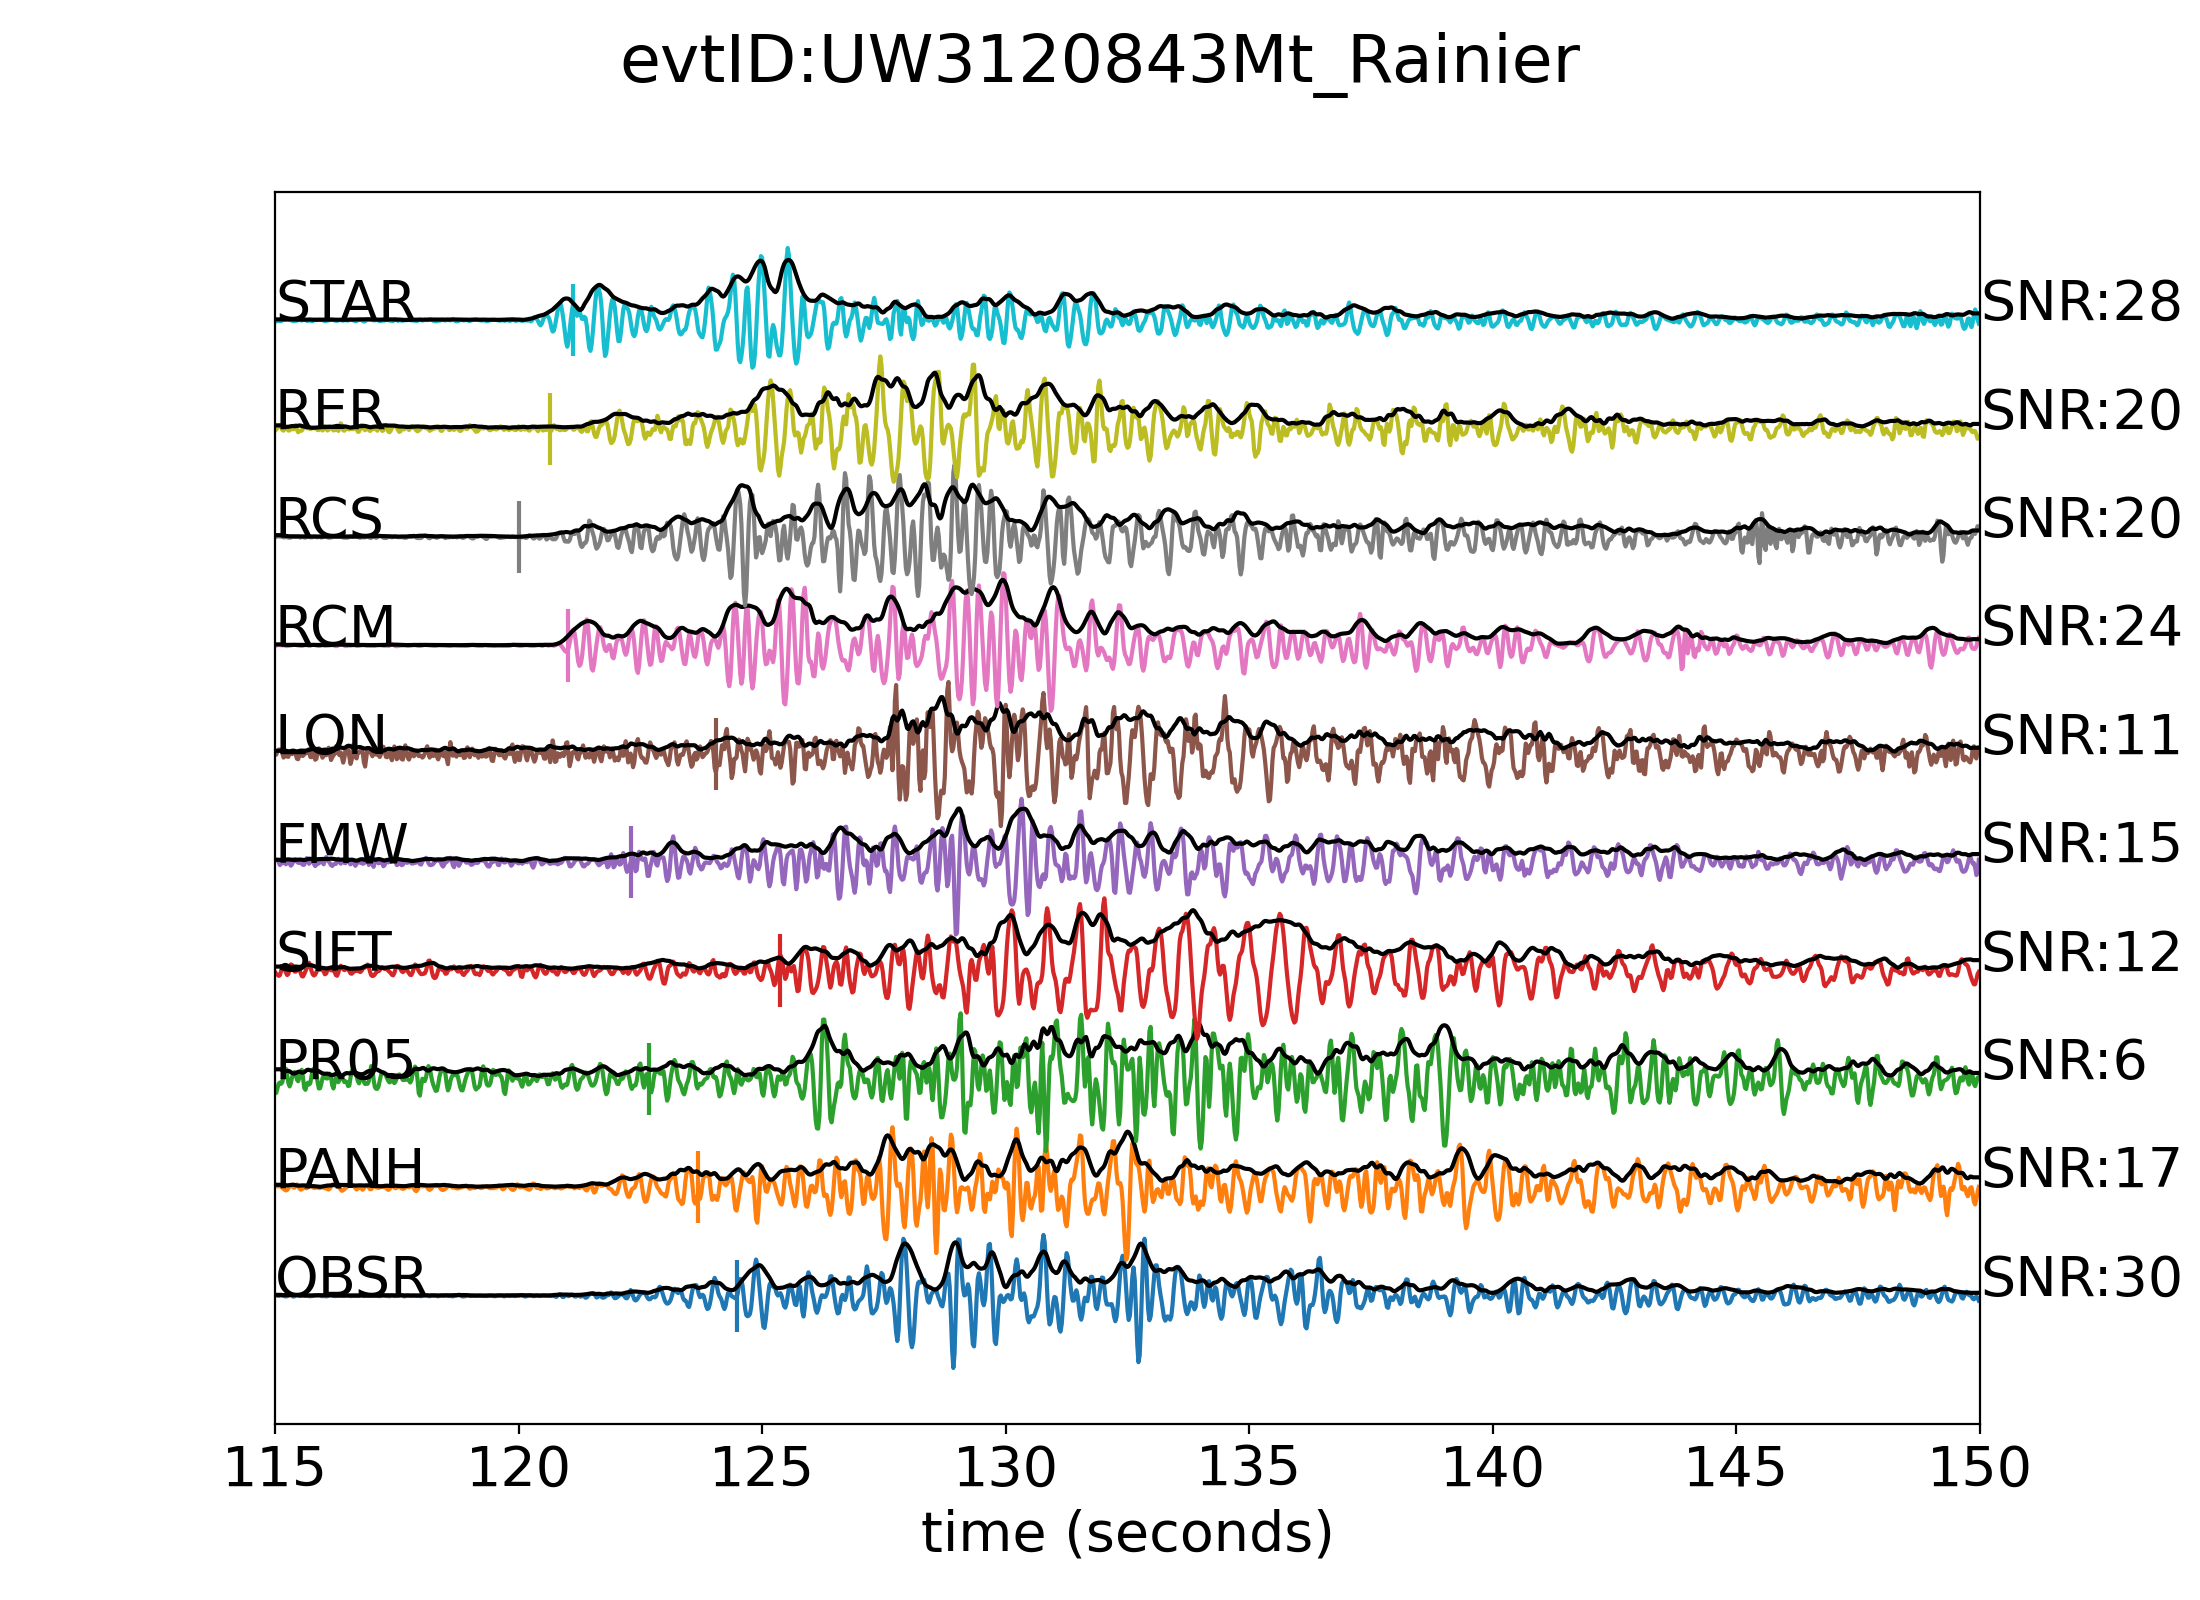 evtID:UW3120843Mt_Rainier
STAR SNR:28
RER SNR:20
RCS SNR:20
RCM SNR:24
LON SNR:11
FMW SNR:15
SIFT SNR:12
PR05 SNR:6
PANH SNR:17
OBSR SNR:30
115 120 125 130 135 140 145 150
time (seconds)